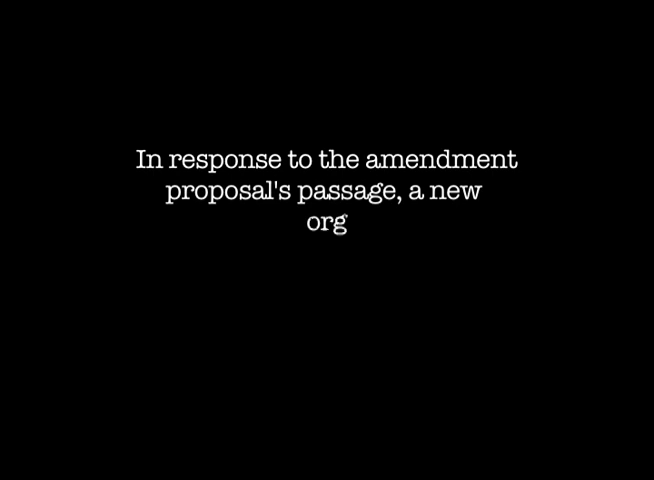 In response to the amendment
proposal's passage, a new
org